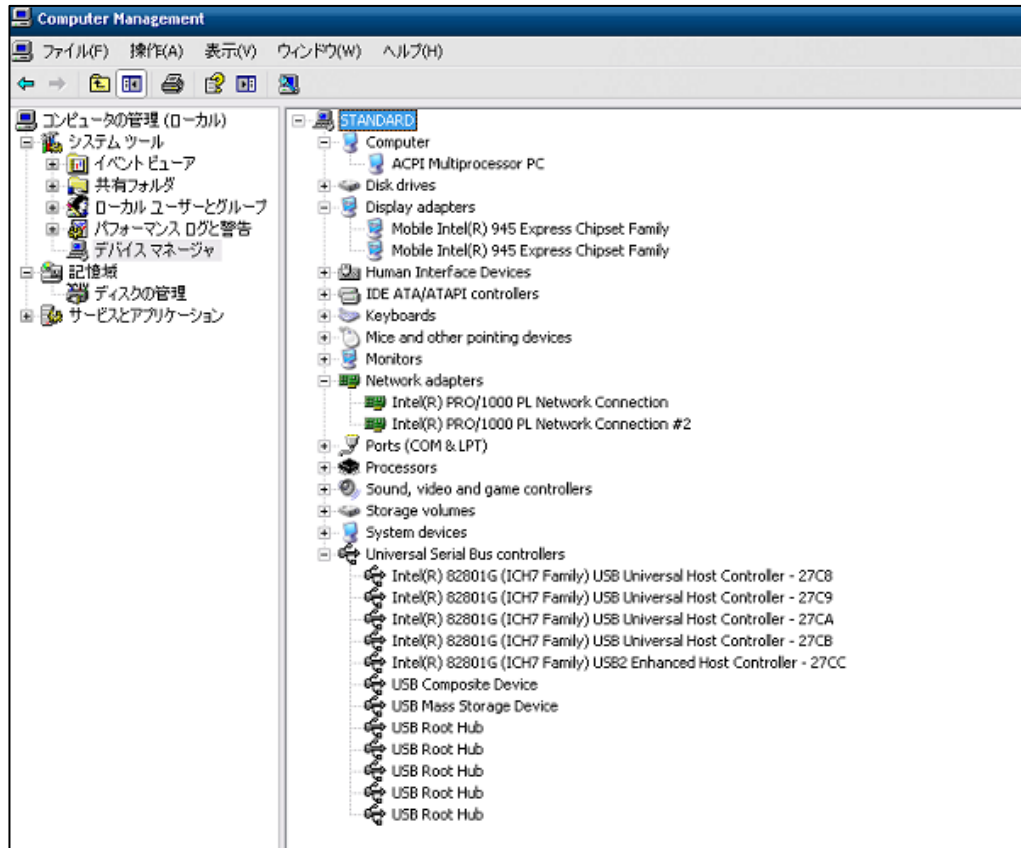 Computer Management
ファイル(F) 操作(A) 表示(V) ウィンドウ(W) ヘルプ(H)
コンピュータの管理 (ローカル)
システム ツール
イベント ビューア
共有フォルダ
ローカル ユーザーとグループ
パフォーマンス ログと警告
デバイス マネージャ
記憶域
ディスクの管理
サービスとアプリケーション
STANDARD
Computer
ACPI Multiprocessor PC
Disk drives
Display adapters
Mobile Intel(R) 945 Express Chipset Family
Mobile Intel(R) 945 Express Chipset Family
Human Interface Devices
IDE ATA/ATAPI controllers
Keyboards
Mice and other pointing devices
Monitors
Network adapters
Intel(R) PRO/1000 PL Network Connection
Intel(R) PRO/1000 PL Network Connection #2
Ports (COM & LPT)
Processors
Sound, video and game controllers
Storage volumes
System devices
Universal Serial Bus controllers
Intel(R) 82801G (ICH7 Family) USB Universal Host Controller - 27C8
Intel(R) 82801G (ICH7 Family) USB Universal Host Controller - 27C9
Intel(R) 82801G (ICH7 Family) USB Universal Host Controller - 27CA
Intel(R) 82801G (ICH7 Family) USB Universal Host Controller - 27CB
Intel(R) 82801G (ICH7 Family) USB2 Enhanced Host Controller - 27CC
USB Composite Device
USB Mass Storage Device
USB Root Hub
USB Root Hub
USB Root Hub
USB Root Hub
USB Root Hub